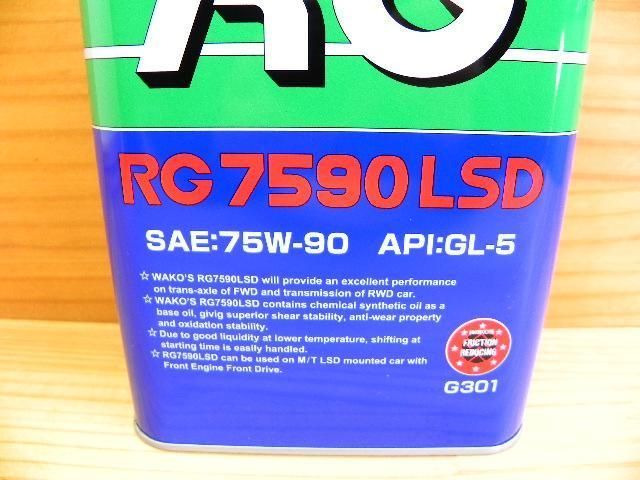 RG
RG7590LSD
SAE:75W-90 API:GL-5
☆WAKO'S RG7590LSD will provide an excellent performance
on trans-axle of FWD and transmission of RWD car.
☆WAKO'S RG7590LSD contains chemical synthetic oil as a
base oil, givig superior shear stability, anti-wear property
and oxidation stability.
☆Due to good liquidity at lower temperature, shifting at
starting time is easily handled.
☆RG7590LSD can be used on M/T LSD mounted car with
Front Engine Front Drive.
FRICTION
REDUCING
G301